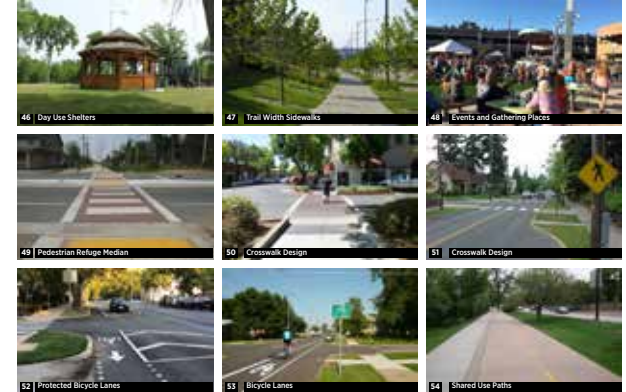 46 Day Use Shelters
47 Trail Width Sidewalks
48 Events and Gathering Places
49 Pedestrian Refuge Median
50 Crosswalk Design
51 Crosswalk Design
52 Protected Bicycle Lanes
53 Bicycle Lanes
54 Shared Use Paths